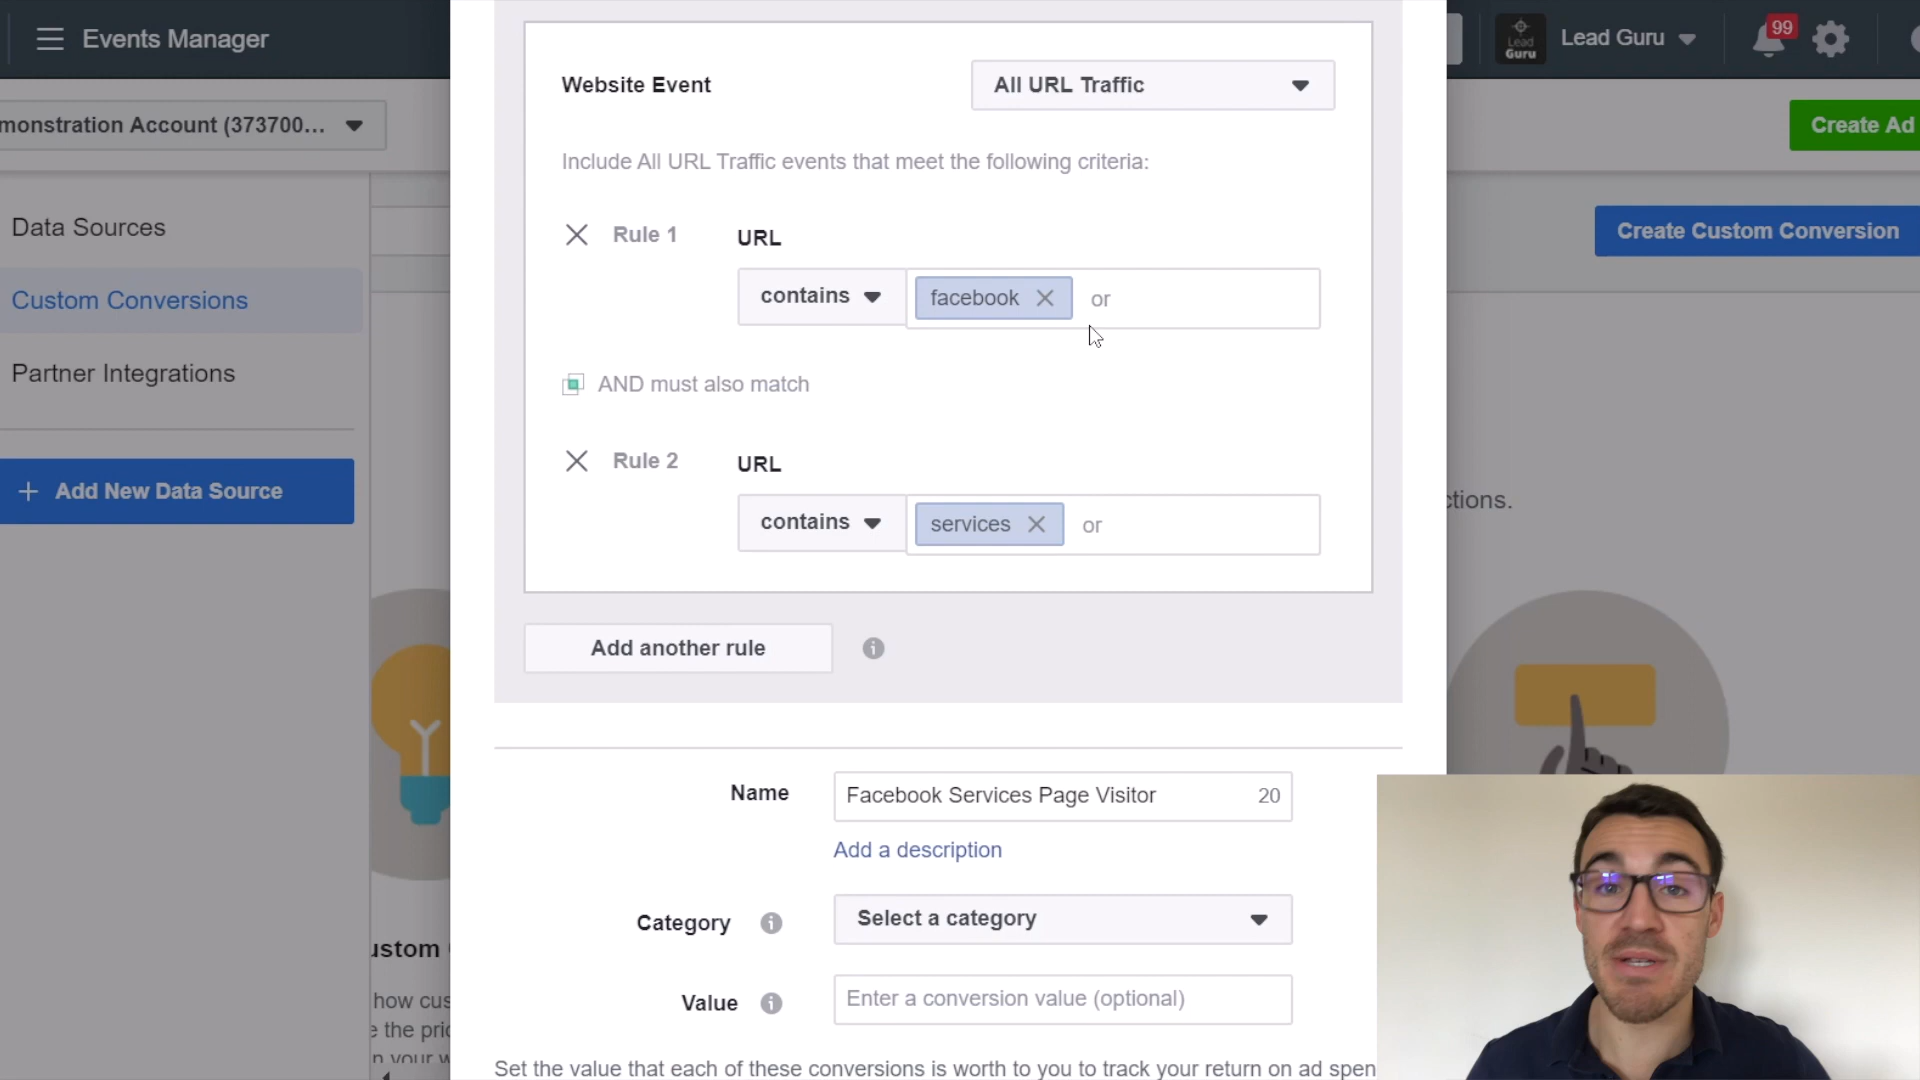 Events Manager
Lead Guru
Lead
Guru
99
monstration Account (373700...
Create Ad
Data Sources
Custom Conversions
Partner Integrations
+ Add New Data Source
Create Custom Conversion
Website Event
All URL Traffic
Include All URL Traffic events that meet the following criteria:
Rule 1
URL
contains
facebook
or
AND must also match
Rule 2
URL
contains
services
or
Add another rule
ctions.
Name
Facebook Services Page Visitor
20
Add a description
Category
Select a category
Value
Enter a conversion value (optional)
Set the value that each of these conversions is worth to you to track your return on ad spen
ustom
how cus
e the pric
n your w